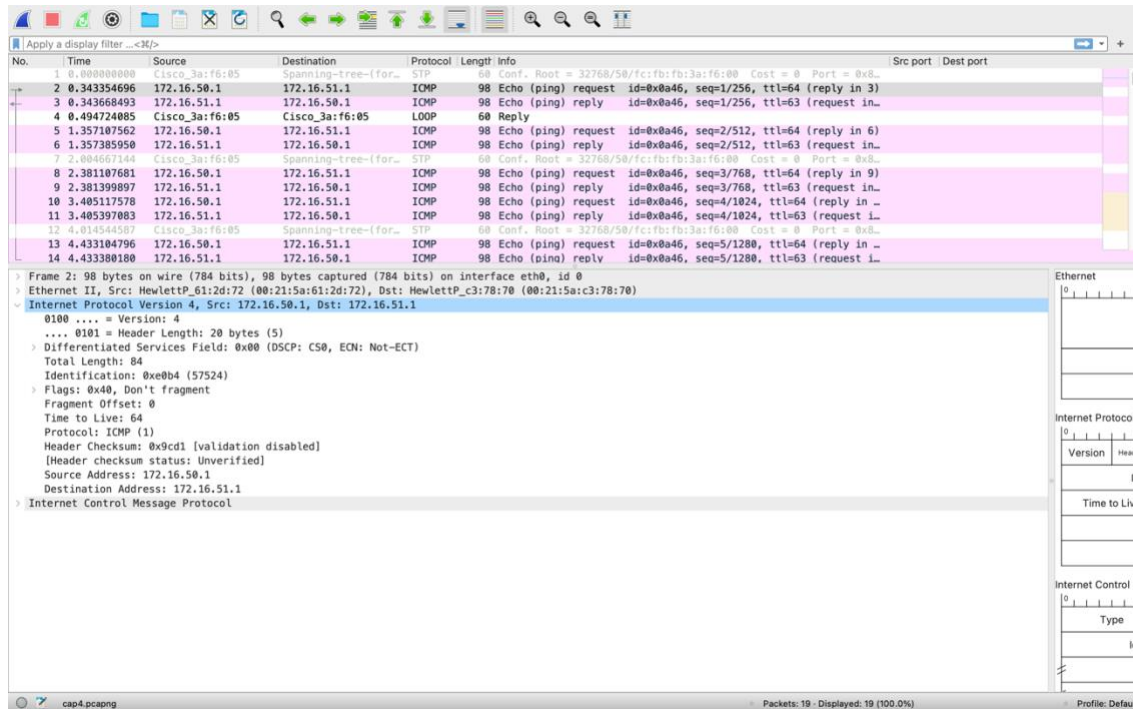 Apply a display filter ...<⌘/>
+
No. Time Source Destination Protocol Length Info Src port Dest port
1 0.000000000 Cisco_3a:f6:05 Spanning-tree-(for… STP 60 Conf. Root = 32768/50/fc:fb:fb:3a:f6:00 Cost = 0 Port = 0x8…
2 0.343354696 172.16.50.1 172.16.51.1 ICMP 98 Echo (ping) request id=0x0a46, seq=1/256, ttl=64 (reply in 3)
3 0.343668493 172.16.51.1 172.16.50.1 ICMP 98 Echo (ping) reply id=0x0a46, seq=1/256, ttl=63 (request in…
4 0.494724085 Cisco_3a:f6:05 Cisco_3a:f6:05 LOOP 60 Reply
5 1.357107562 172.16.50.1 172.16.51.1 ICMP 98 Echo (ping) request id=0x0a46, seq=2/512, ttl=64 (reply in 6)
6 1.357385950 172.16.51.1 172.16.50.1 ICMP 98 Echo (ping) reply id=0x0a46, seq=2/512, ttl=63 (request in…
7 2.004667144 Cisco_3a:f6:05 Spanning-tree-(for… STP 60 Conf. Root = 32768/50/fc:fb:fb:3a:f6:00 Cost = 0 Port = 0x8…
8 2.381107681 172.16.50.1 172.16.51.1 ICMP 98 Echo (ping) request id=0x0a46, seq=3/768, ttl=64 (reply in 9)
9 2.381399897 172.16.51.1 172.16.50.1 ICMP 98 Echo (ping) reply id=0x0a46, seq=3/768, ttl=63 (request in…
10 3.405117578 172.16.50.1 172.16.51.1 ICMP 98 Echo (ping) request id=0x0a46, seq=4/1024, ttl=64 (reply in …
11 3.405397083 172.16.51.1 172.16.50.1 ICMP 98 Echo (ping) reply id=0x0a46, seq=4/1024, ttl=63 (request i…
12 4.014544587 Cisco_3a:f6:05 Spanning-tree-(for… STP 60 Conf. Root = 32768/50/fc:fb:fb:3a:f6:00 Cost = 0 Port = 0x8…
13 4.433104796 172.16.50.1 172.16.51.1 ICMP 98 Echo (ping) request id=0x0a46, seq=5/1280, ttl=64 (reply in …
14 4.433380180 172.16.51.1 172.16.50.1 ICMP 98 Echo (ping) reply id=0x0a46, seq=5/1280, ttl=63 (request i…
Frame 2: 98 bytes on wire (784 bits), 98 bytes captured (784 bits) on interface eth0, id 0
Ethernet II, Src: HewlettP_61:2d:72 (00:21:5a:61:2d:72), Dst: HewlettP_c3:78:70 (00:21:5a:c3:78:70)
Internet Protocol Version 4, Src: 172.16.50.1, Dst: 172.16.51.1
0100 .... = Version: 4
.... 0101 = Header Length: 20 bytes (5)
Differentiated Services Field: 0x00 (DSCP: CS0, ECN: Not-ECT)
Total Length: 84
Identification: 0xe0b4 (57524)
Flags: 0x40, Don't fragment
Fragment Offset: 0
Time to Live: 64
Protocol: ICMP (1)
Header Checksum: 0x9cd1 [validation disabled]
[Header checksum status: Unverified]
Source Address: 172.16.50.1
Destination Address: 172.16.51.1
Internet Control Message Protocol
Ethernet
0
Internet Protoco
0
Version Hea
Time to Liv
Internet Control
0
Type
cap4.pcapng Packets: 19 · Displayed: 19 (100.0%) Profile: Defau